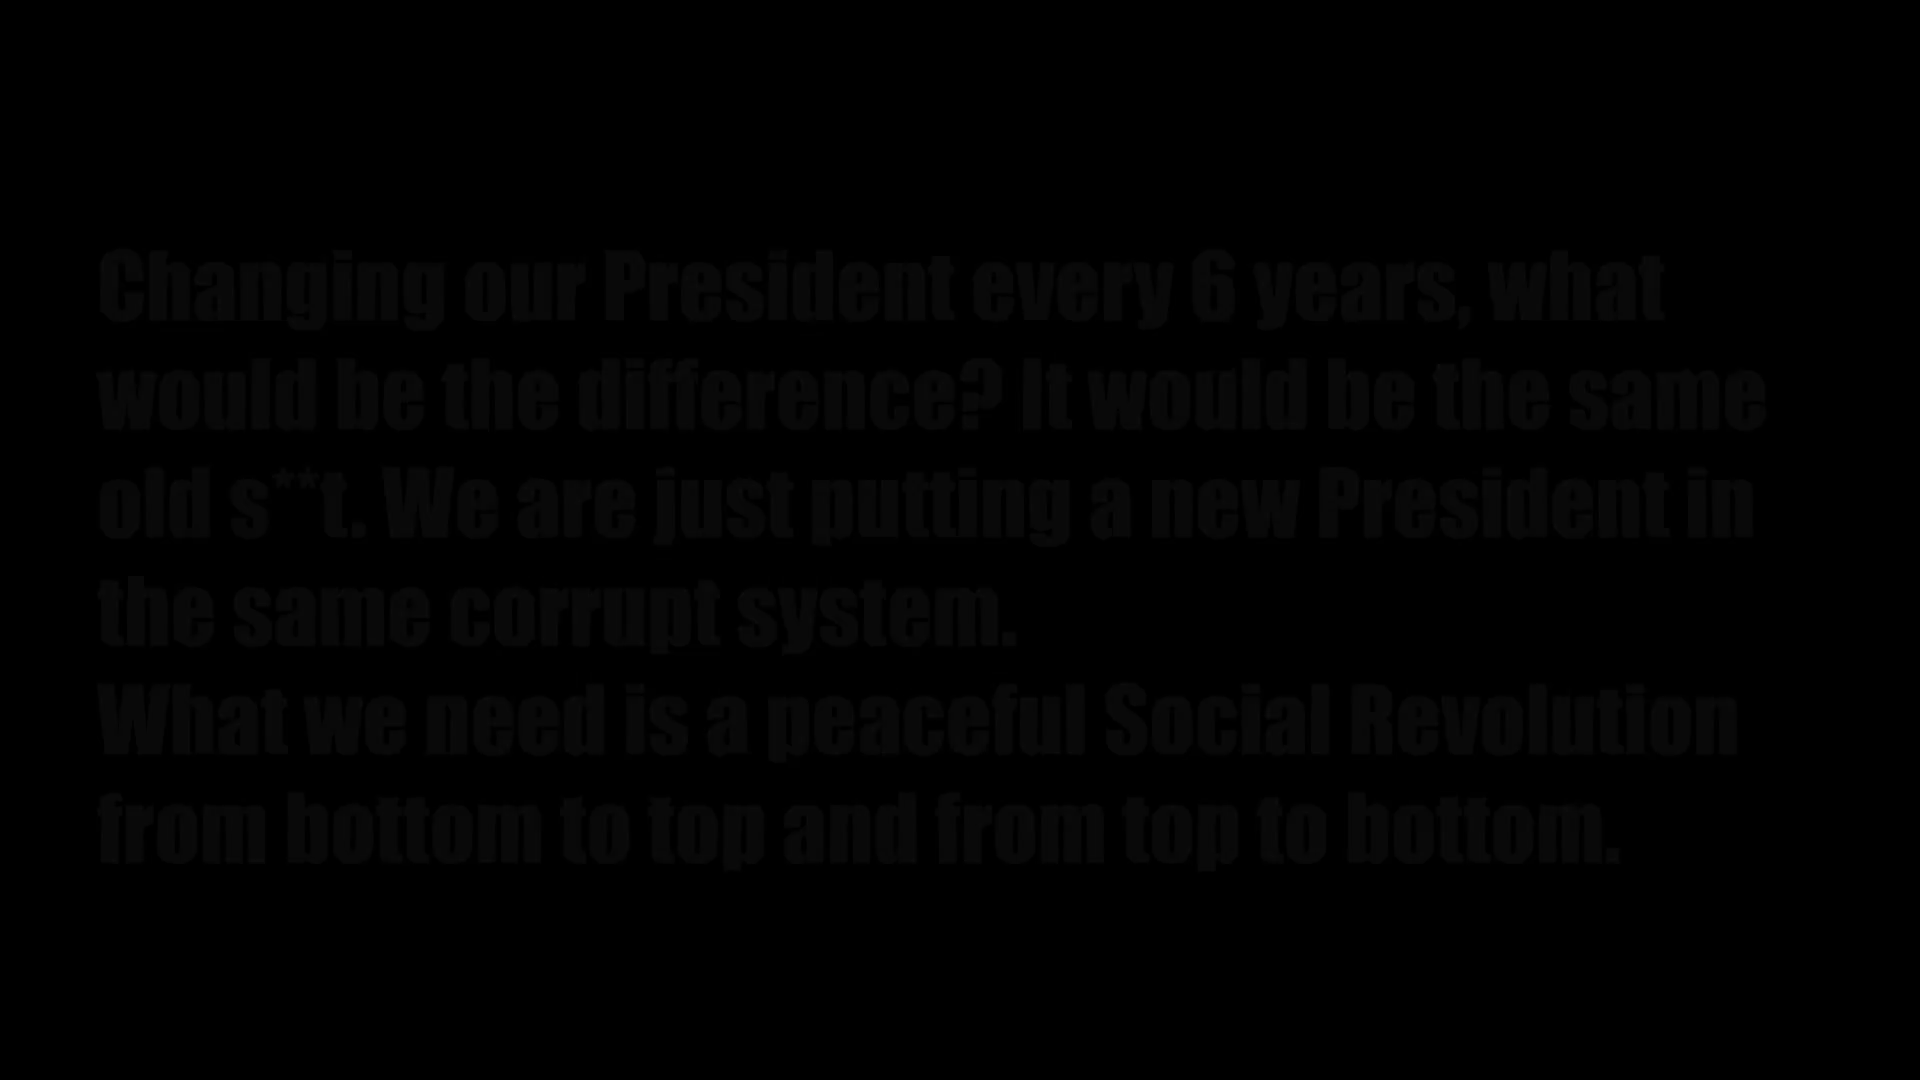 Changing our President every 6 years, what
would be the difference? It would be the same
old s**t. We are just putting a new President in
the same corrupt system.
What we need is a peaceful Social Revolution
from bottom to top and from top to bottom.